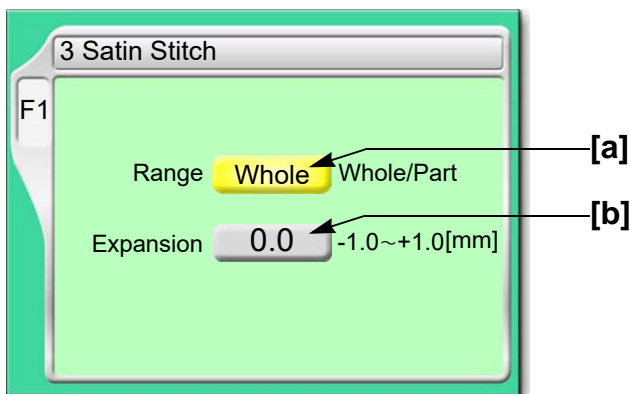 3 Satin Stitch
F1
[a]
Range Whole Whole/Part
[b]
Expansion 0.0 -1.0~+1.0[mm]